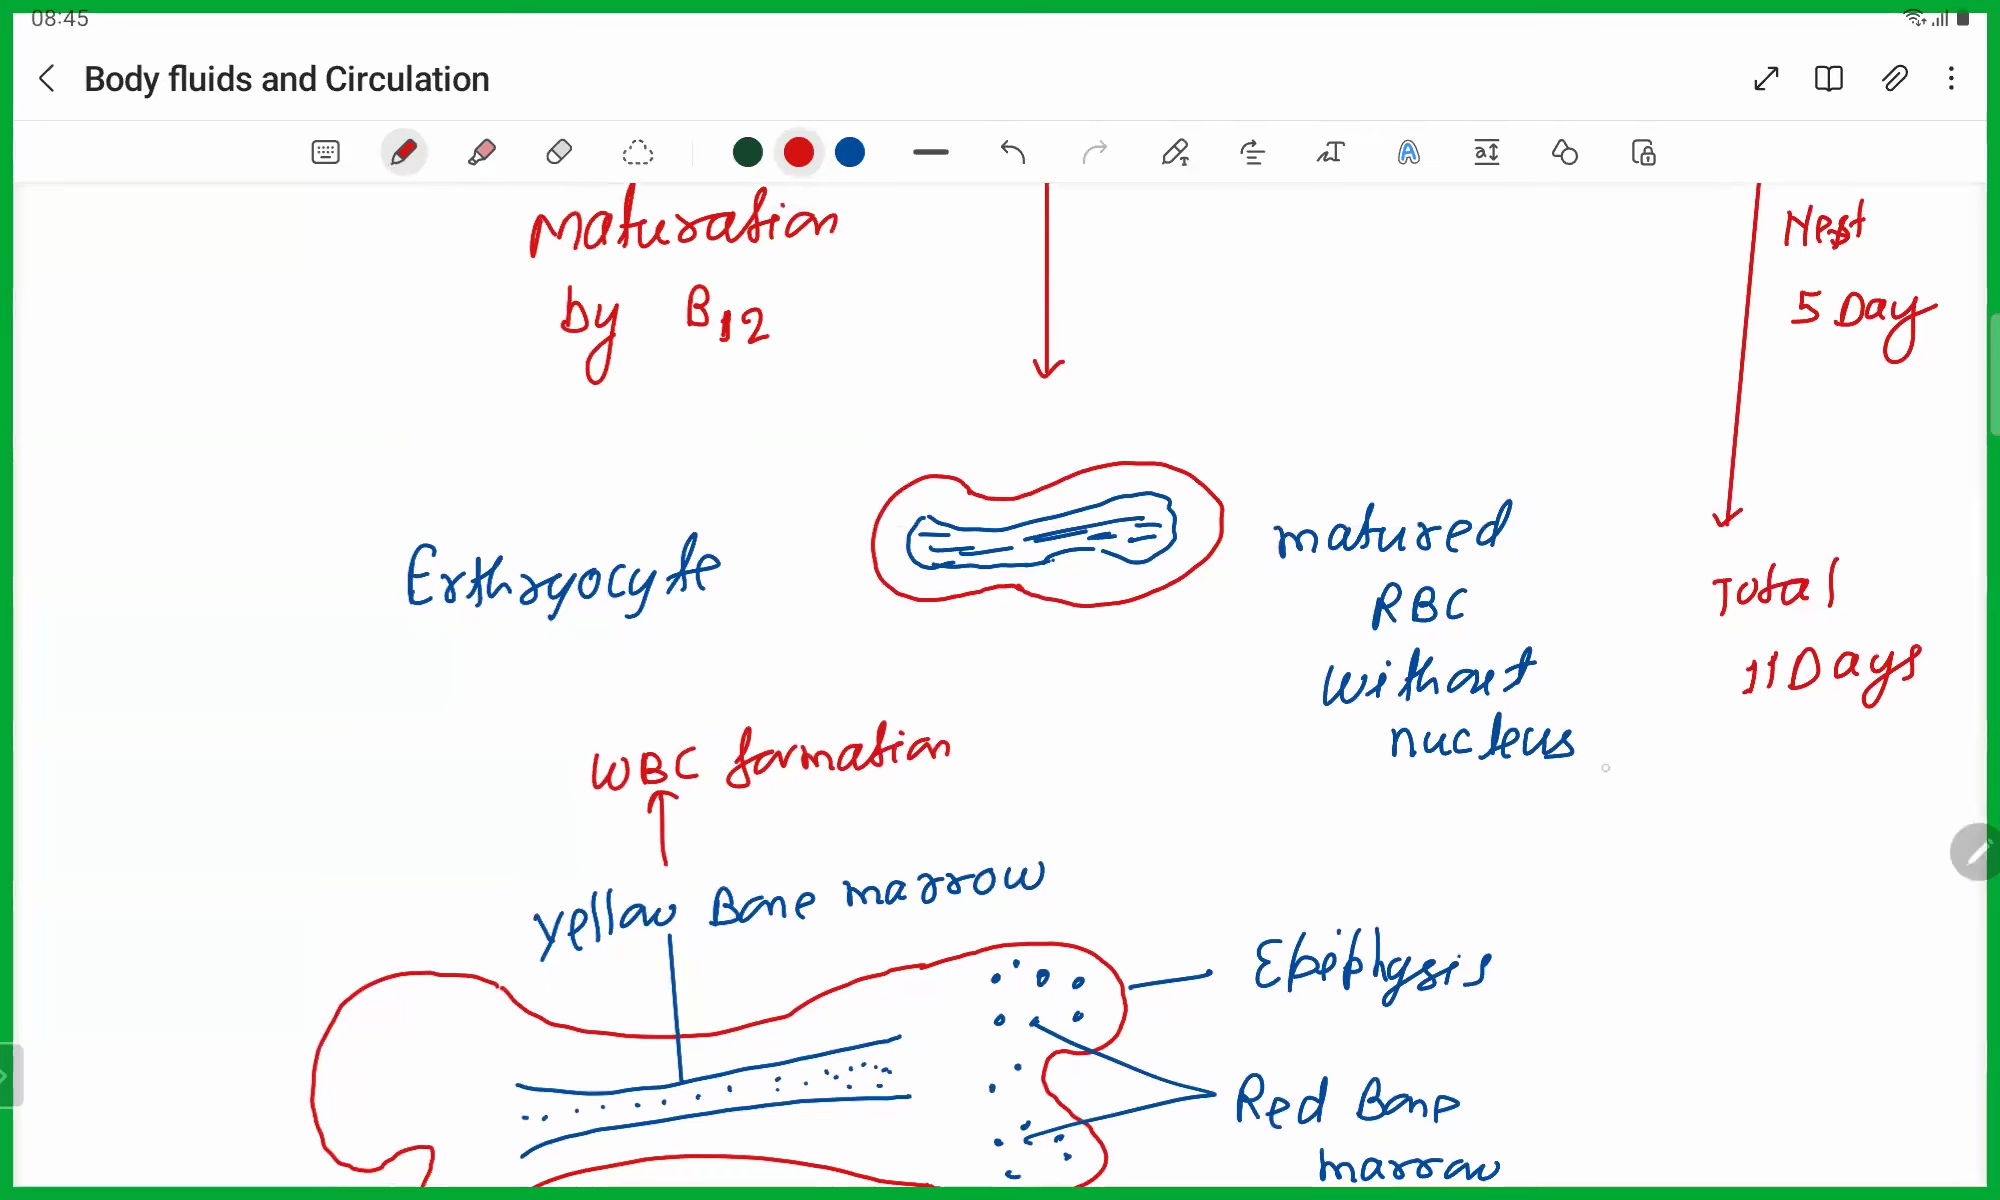 08:45
Body fluids and Circulation
Maturation
by B12
Next
5 Day
Erthryocyte
matured
RBC
without
nucleus
Total
11 Days
WBC formation
yellow Bone marrow
Epiphysis
Red Bone
marrow